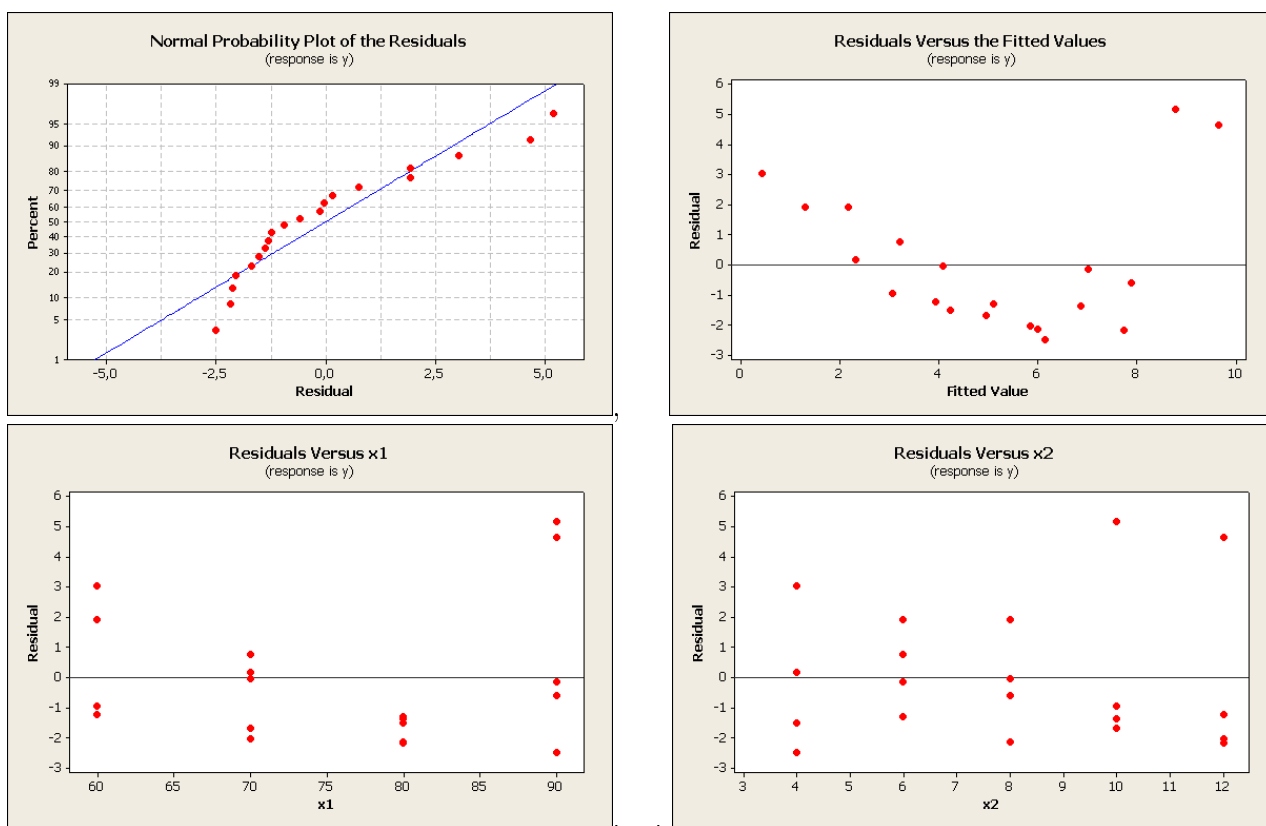 Normal Probability Plot of the Residuals
(response is y)
99
95
90
80
70
60
50
40
30
20
10
5
1
Percent
-5,0 -2,5 0,0 2,5 5,0
Residual
,
Residuals Versus the Fitted Values
(response is y)
6
5
4
3
2
1
0
-1
-2
-3
Residual
0 2 4 6 8 10
Fitted Value
Residuals Versus x1
(response is y)
6
5
4
3
2
1
0
-1
-2
-3
Residual
60 65 70 75 80 85 90
x1
Residuals Versus x2
(response is y)
6
5
4
3
2
1
0
-1
-2
-3
Residual
3 4 5 6 7 8 9 10 11 12
x2